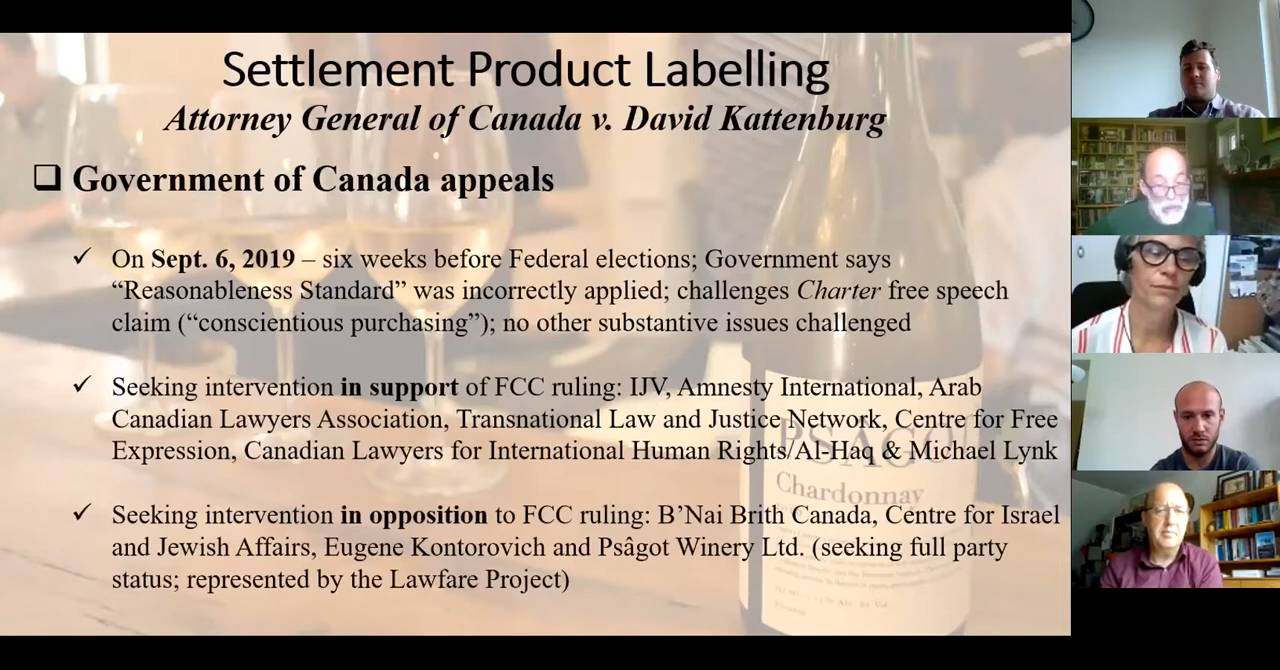 Settlement Product Labelling
Attorney General of Canada v. David Kattenburg
❑ Government of Canada appeals
✓ On Sept. 6, 2019 – six weeks before Federal elections; Government says
“Reasonableness Standard” was incorrectly applied; challenges Charter free speech
claim (“conscientious purchasing”); no other substantive issues challenged
✓ Seeking intervention in support of FCC ruling: IJV, Amnesty International, Arab
Canadian Lawyers Association, Transnational Law and Justice Network, Centre for Free
Expression, Canadian Lawyers for International Human Rights/Al-Haq & Michael Lynk
✓ Seeking intervention in opposition to FCC ruling: B’Nai Brith Canada, Centre for Israel
and Jewish Affairs, Eugene Kontorovich and Psâgot Winery Ltd. (seeking full party
status; represented by the Lawfare Project)
PSAGO
Chardonnay